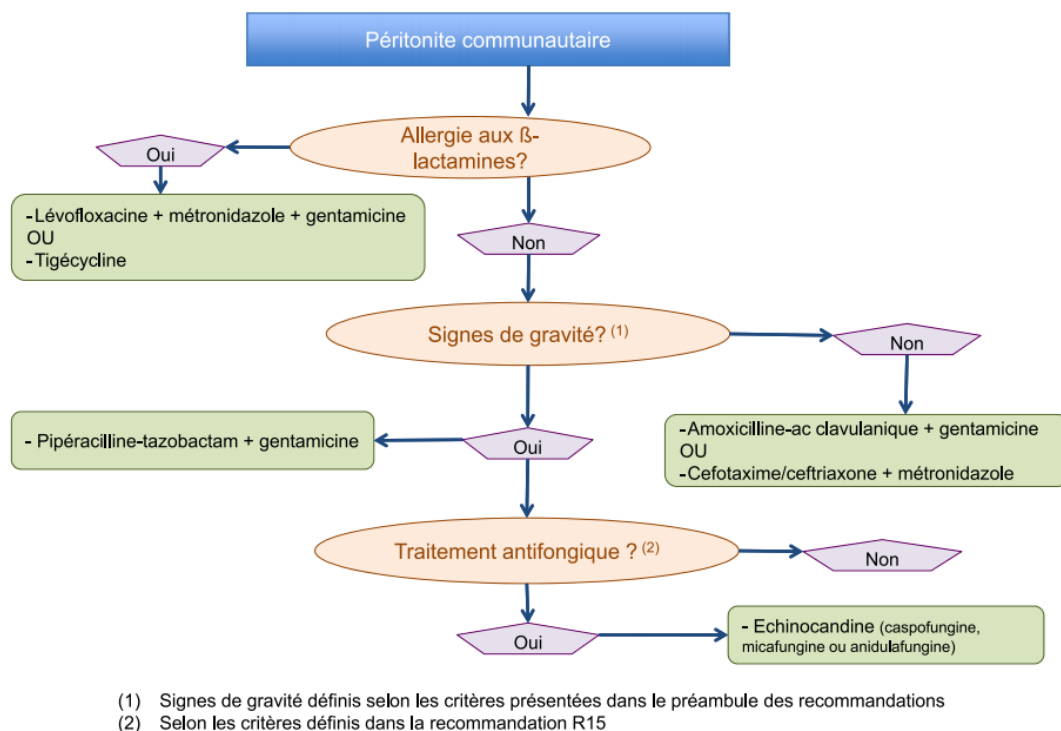 Péritonite communautaire
Allergie aux ß-
lactamines?
Oui
- Lévofloxacine + métronidazole + gentamicine
OU
- Tigécycline
Non
Signes de gravité? (1)
Non
- Pipéracilline-tazobactam + gentamicine
Oui
- Amoxicilline-ac clavulanique + gentamicine
OU
- Cefotaxime/ceftriaxone + métronidazole
Traitement antifongique ? (2)
Non
Oui
- Echinocandine (caspofungine,
micafungine ou anidulafungine)
(1) Signes de gravité définis selon les critères présentées dans le préambule des recommandations
(2) Selon les critères définis dans la recommandation R15